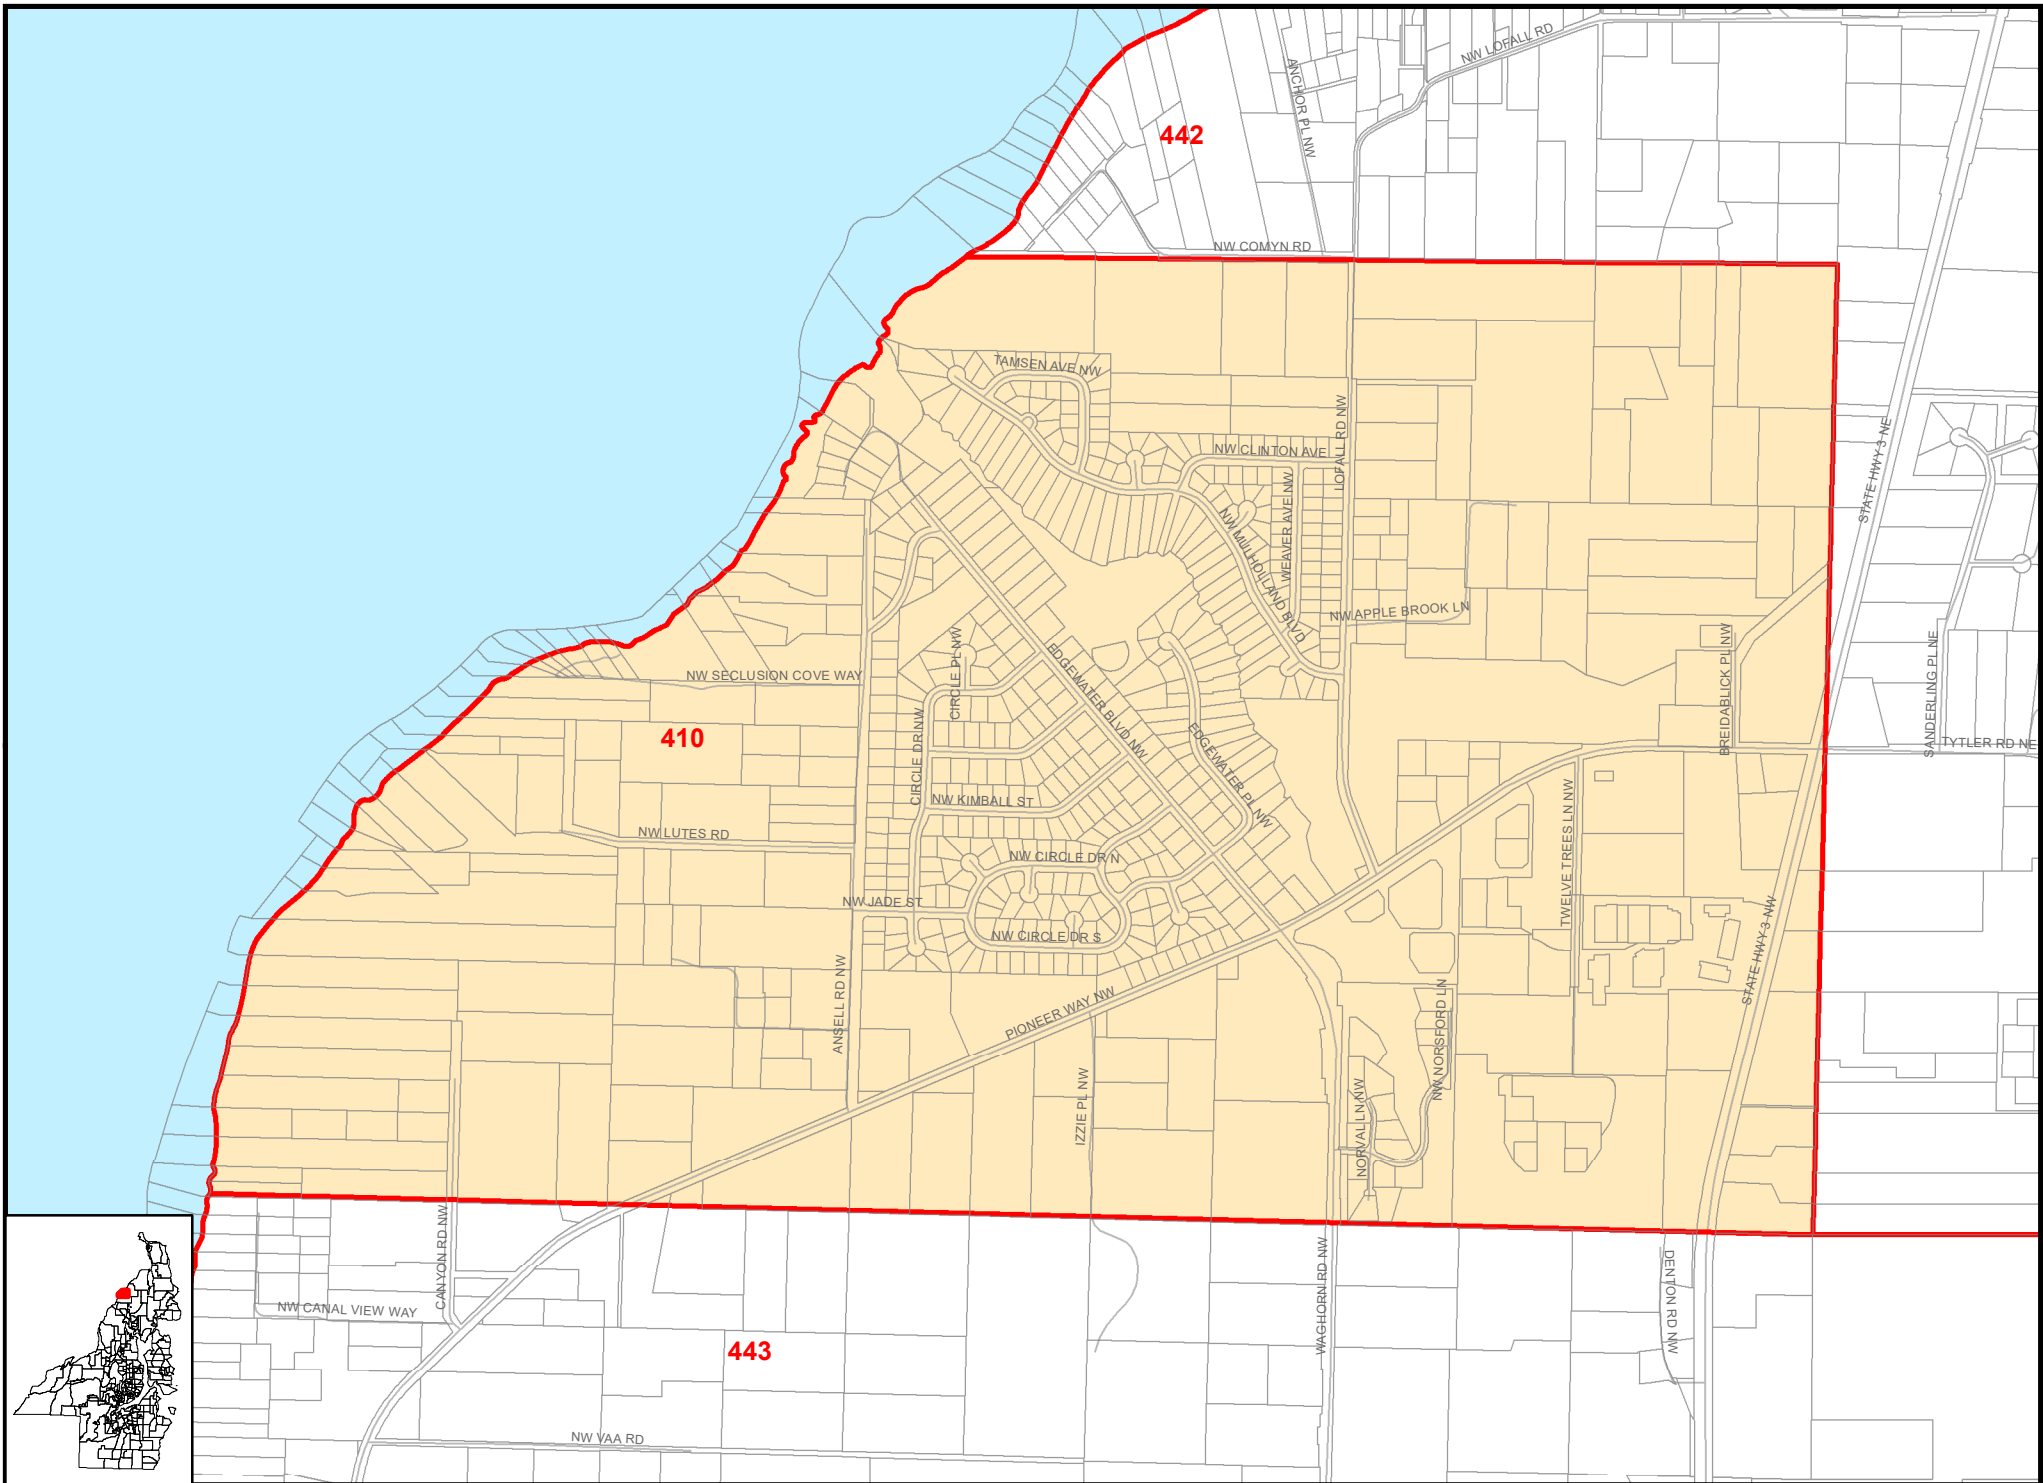 NW LOFALL RD
ANCHOR PL NW
442
NW COMYN RD
TAMSEN AVE NW
LOFALL RD NW
NW CLINTON AVE
STATE HWY 3 NE
WEAVER AVE NW
NW MULHOLLAND BLVD
NW APPLE BROOK LN
CIRCLE PL NW
EDGEWATER BLVD NW
BREIDABLICK PL NW
SANDERLING PL NE
NW SECLUSION COVE WAY
410
CIRCLE DR NW
EDGEWATER PL NW
TYTLER RD NE
NW KIMBALL ST
NW LUTES RD
TWELVE TREES LN NW
NW CIRCLE DR N
NW JADE ST
NW CIRCLE DR S
STATE HWY 3 NW
ANSELL RD NW
PIONEER WAY NW
NW NORSFORD LN
IZZIE PL NW
NORVAL LN NW
CANYON RD NW
WAGHORN RD NW
DENTON RD NW
NW CANAL VIEW WAY
443
NW VAA RD